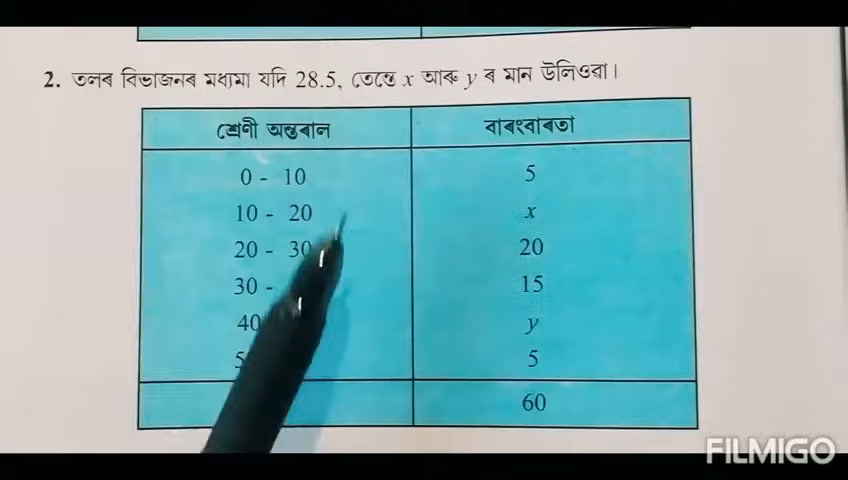 2. তলৰ বিভাজনৰ মধ্যমা যদি 28.5, তেন্তে x আৰু y ৰ মান উলিওৱা।
শ্ৰেণী অন্তৰাল বাৰংবাৰতা
0 - 10 5
10 - 20 x
20 - 30 20
30 - 15
40 y
5 5
60
FILMIGO